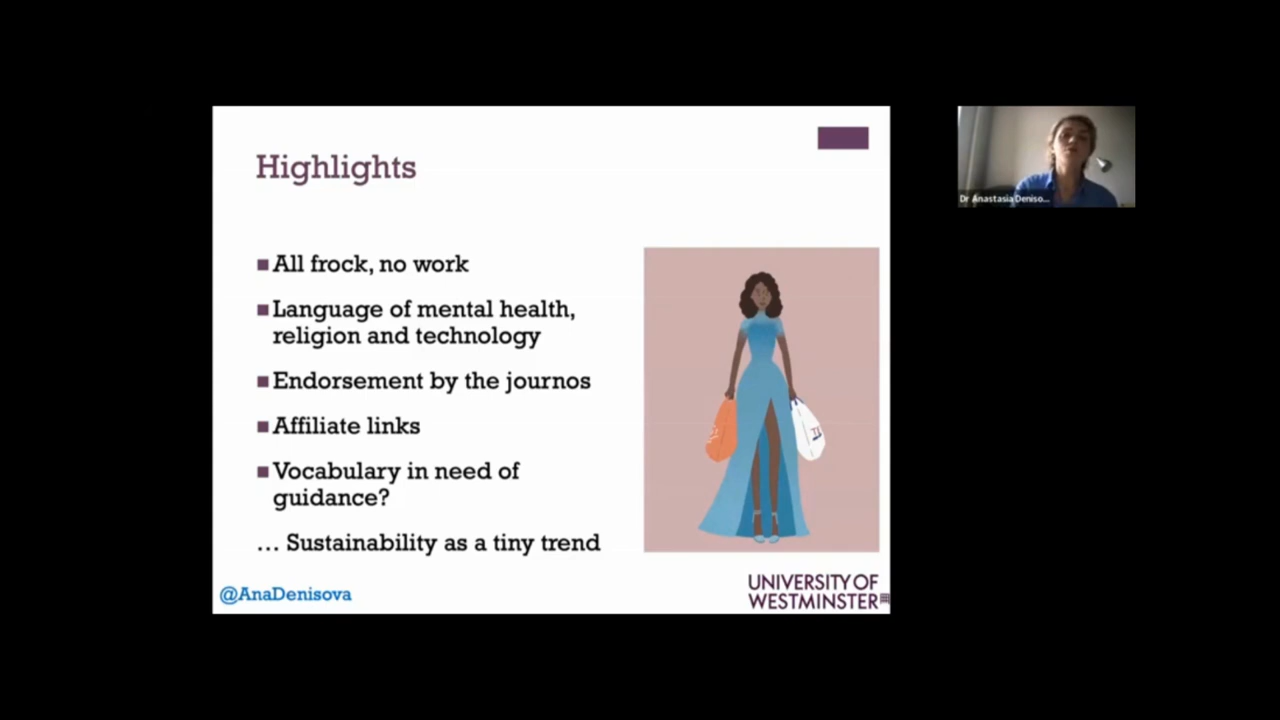 Highlights
All frock, no work
Language of mental health,
religion and technology
Endorsement by the journos
Affiliate links
Vocabulary in need of
guidance?
... Sustainability as a tiny trend
@AnaDenisova
UNIVERSITY OF
WESTMINSTER
Dr Anastasia Deniso...